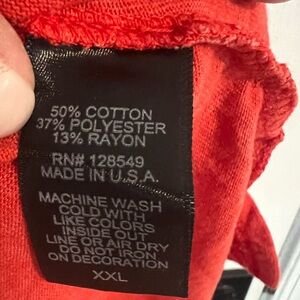 50% COTTON
37% POLYESTER
13% RAYON
RN# 128549
MADE IN U.S.A.
MACHINE WASH
COLD WITH
LIKE COLORS
INSIDE OUT
LINE OR AIR DRY
DO NOT IRON
ON DECORATION
XXL